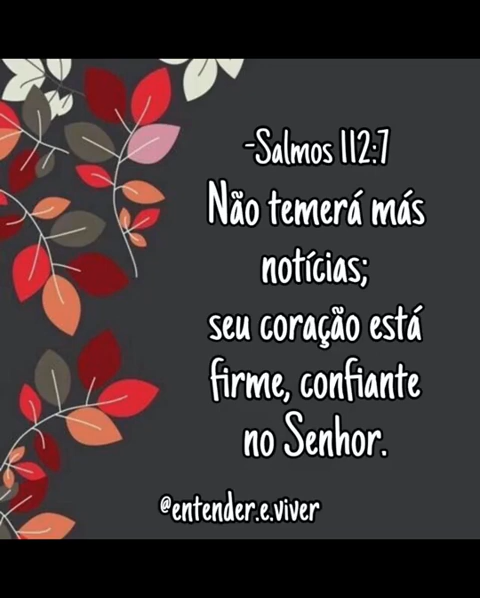 -Salmos 112:7
Não temerá más
notícias;
seu coração está
firme, confiante
no Senhor.
@entender.e.viver